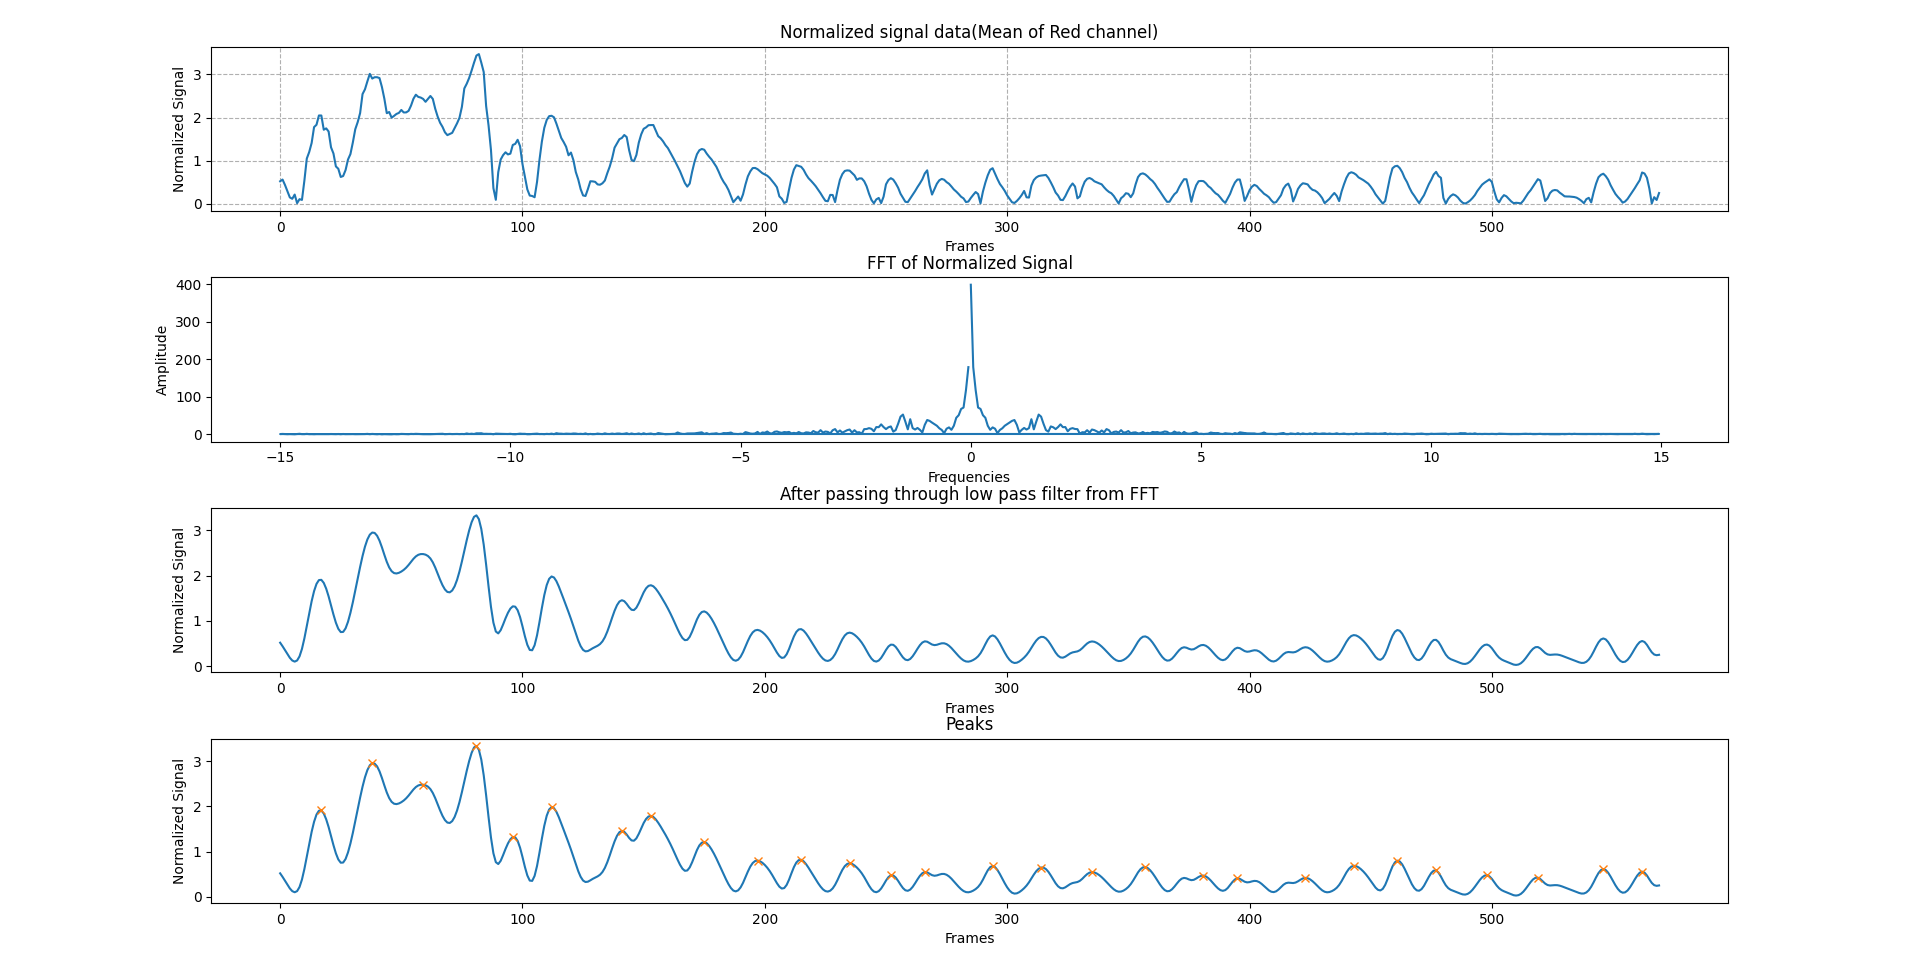 Normalized signal data(Mean of Red channel)
Normalized Signal
3
2
1
0
0 100 200 300 400 500
Frames
FFT of Normalized Signal
Amplitude
400
300
200
100
0
−15 −10 −5 0 5 10 15
Frequencies
After passing through low pass filter from FFT
Normalized Signal
3
2
1
0
0 100 200 300 400 500
Frames
Peaks
Normalized Signal
3
2
1
0
0 100 200 300 400 500
Frames